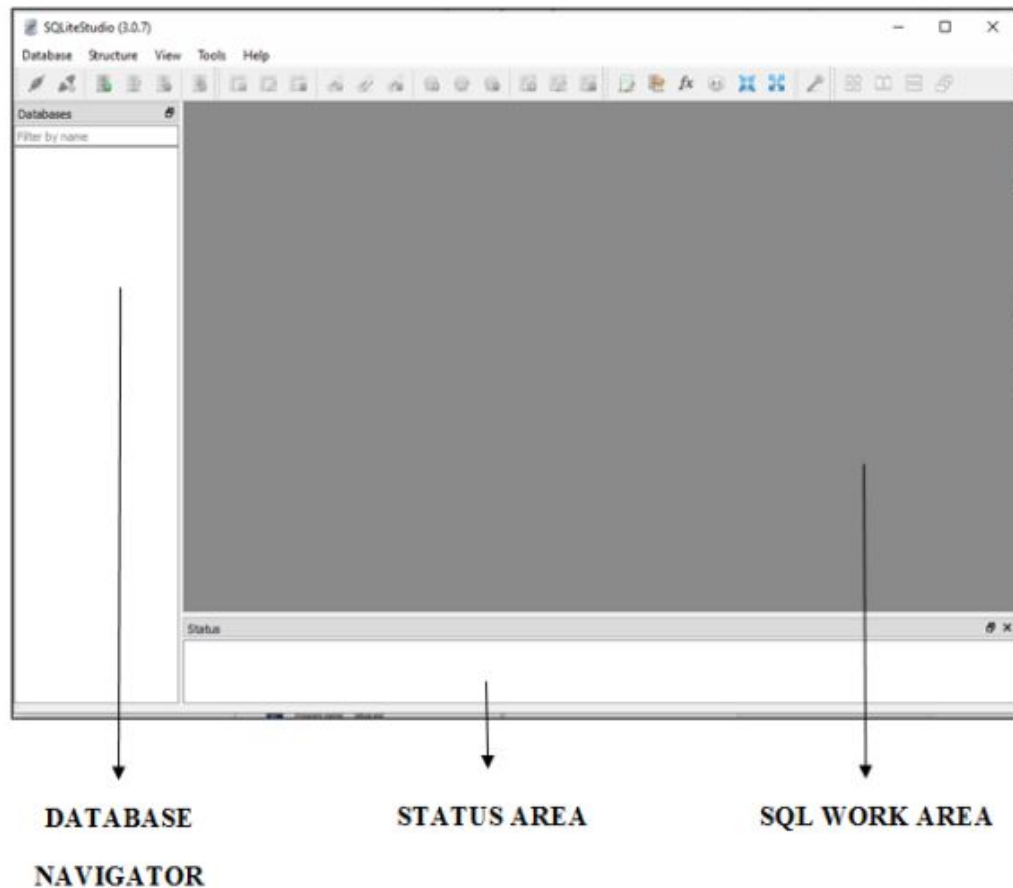 SQLiteStudio (3.0.7)
Database Structure View Tools Help
fx
Databases
Filter by name
Status
DATABASE
NAVIGATOR
STATUS AREA
SQL WORK AREA